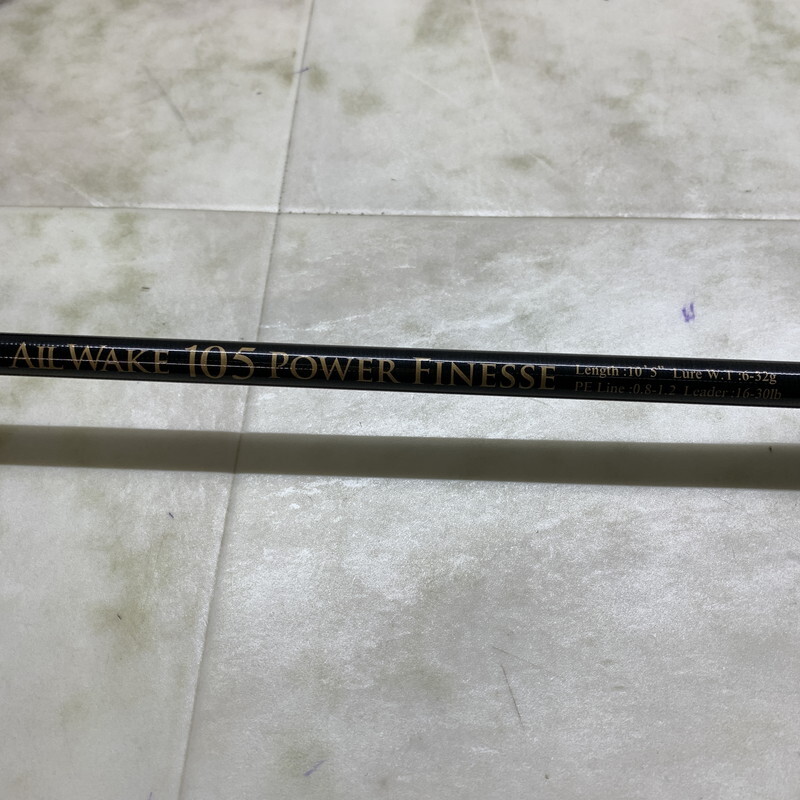 ALL WAKE 105 POWER FINESSE
Length :10' 5" Lure W.T :6-32g
PE Line :0.8-1.2 Leader :16-30lb